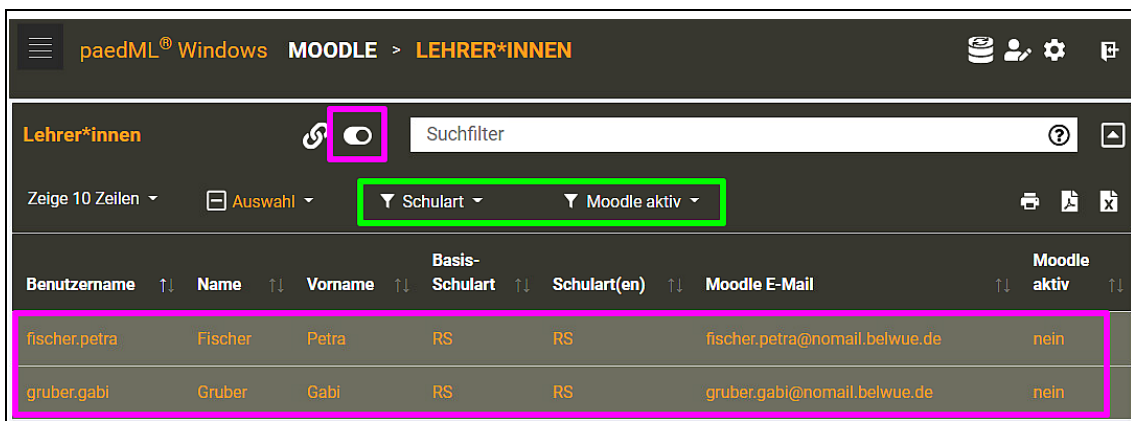 paedML® Windows MOODLE > LEHRER*INNEN
Lehrer*innen Suchfilter
Zeige 10 Zeilen Auswahl Schulart Moodle aktiv
Benutzername Name Vorname Basis-Schulart Schulart(en) Moodle E-Mail Moodle aktiv
fischer.petra Fischer Petra RS RS fischer.petra@nomail.belwue.de nein
gruber.gabi Gruber Gabi RS RS gruber.gabi@nomail.belwue.de nein